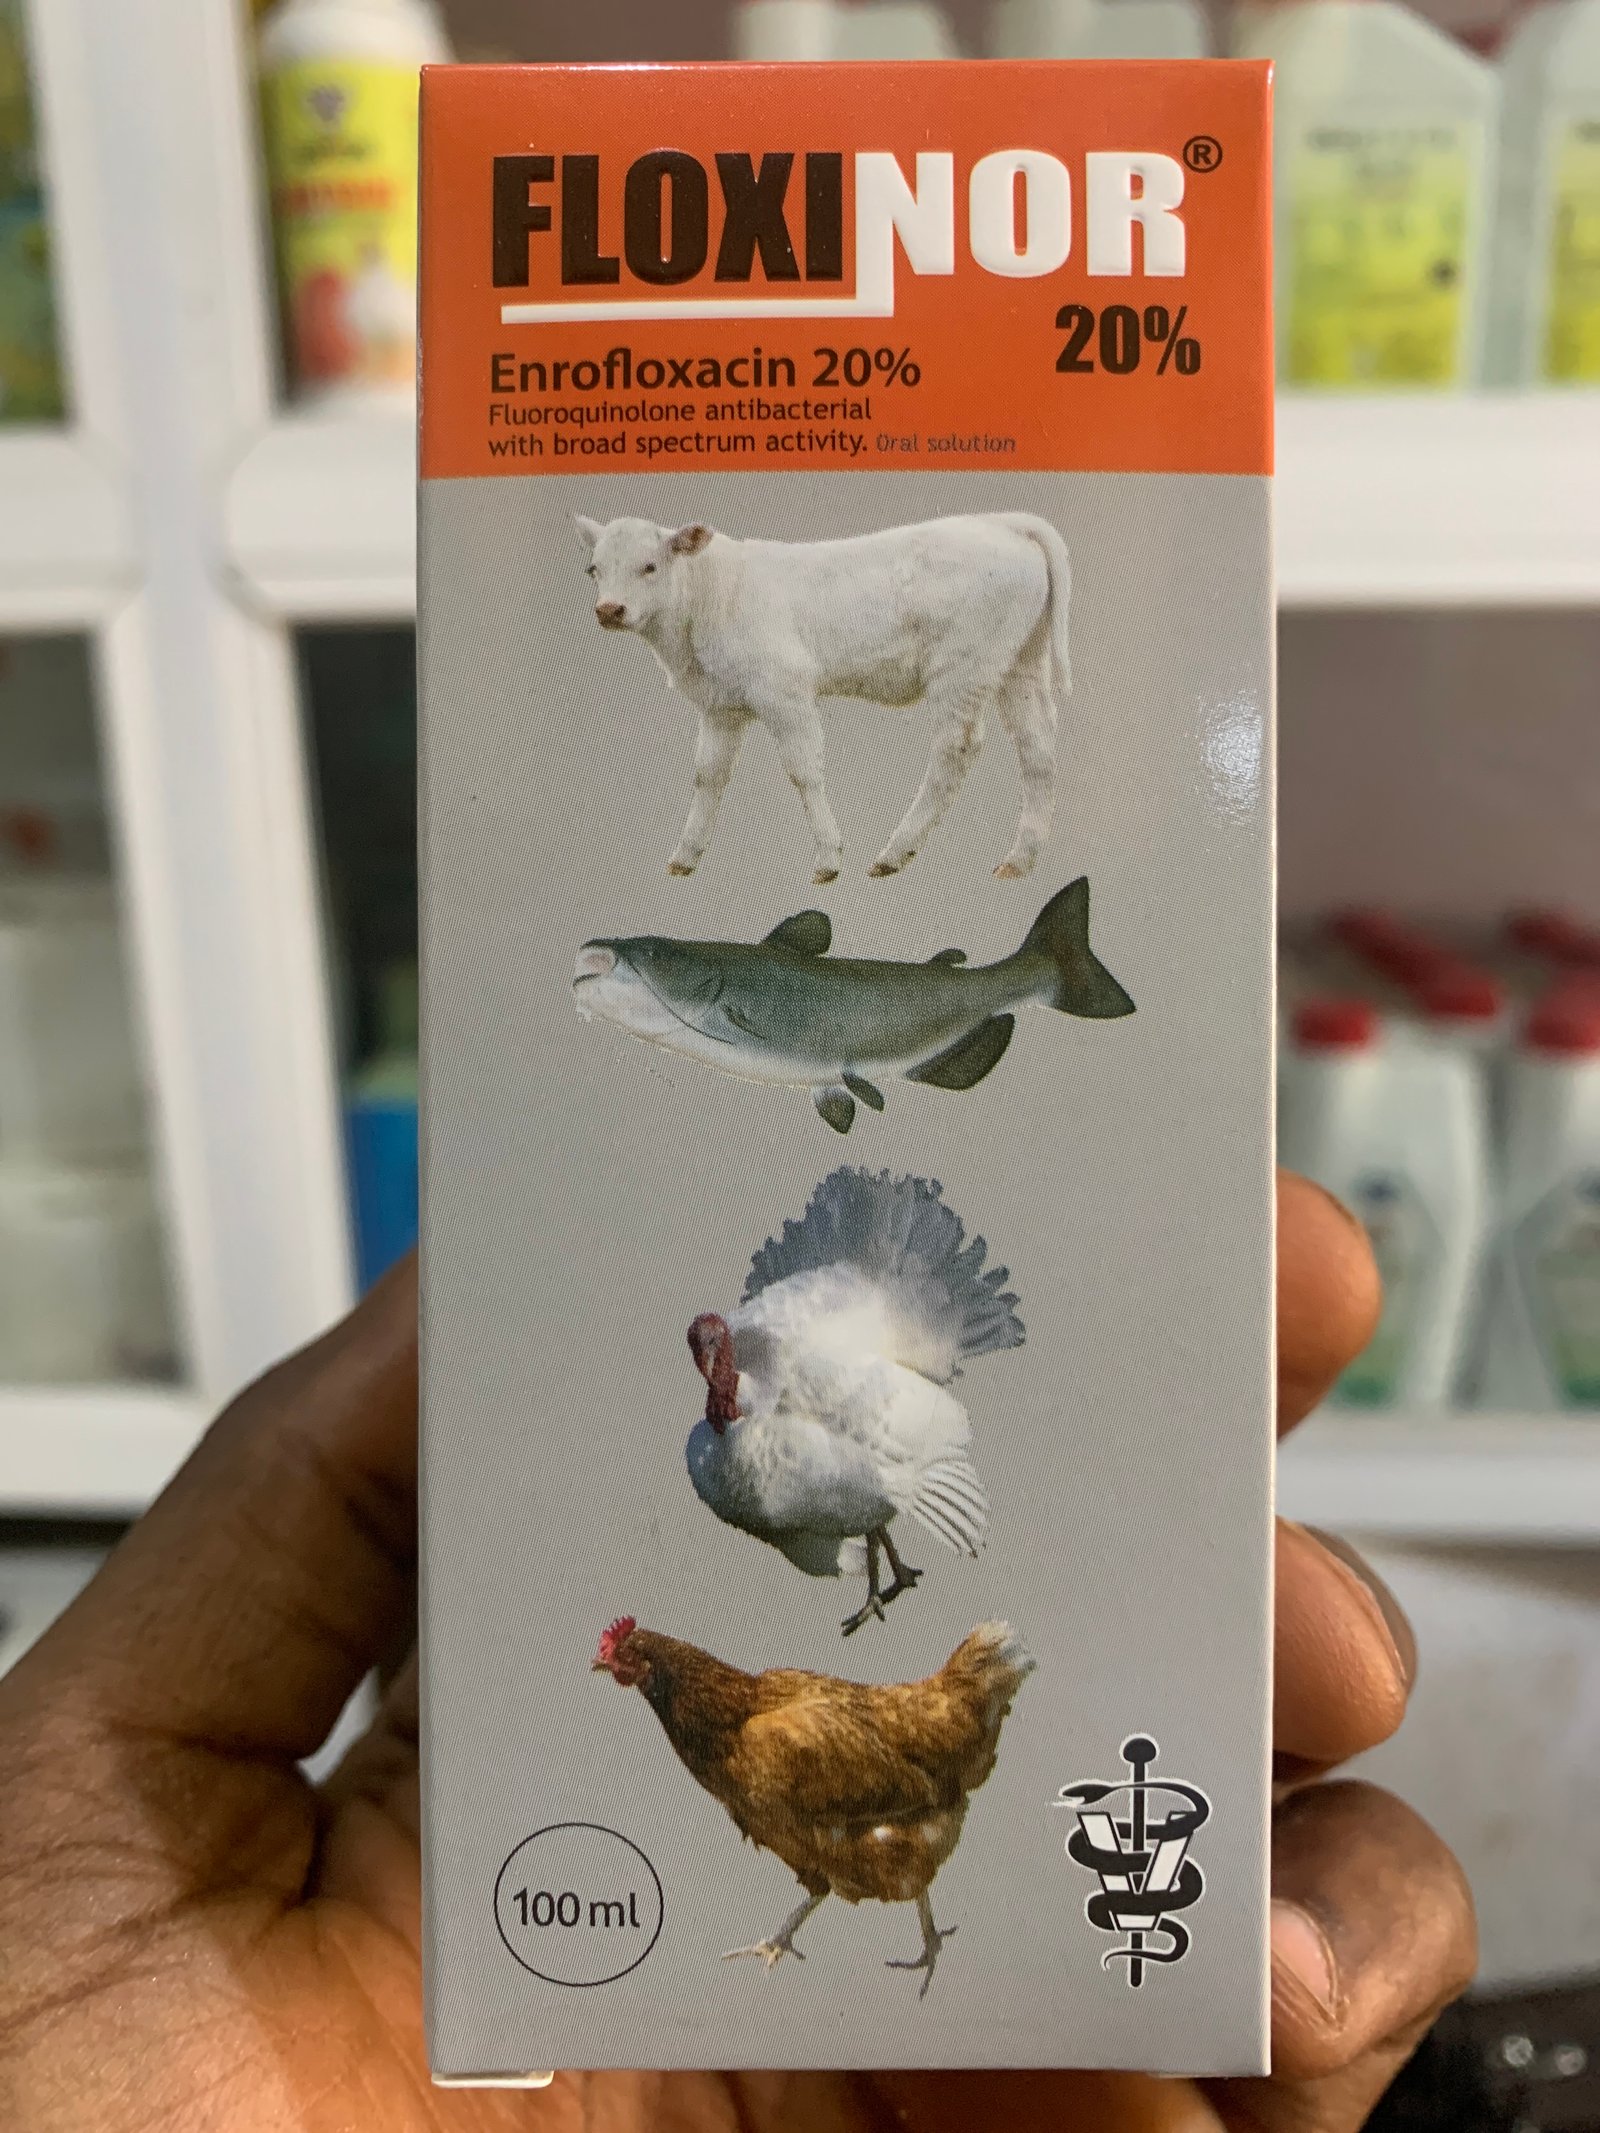 FLOXINOR®
20%
Enrofloxacin 20%
Fluoroquinolone antibacterial
with broad spectrum activity. Oral solution
100 ml